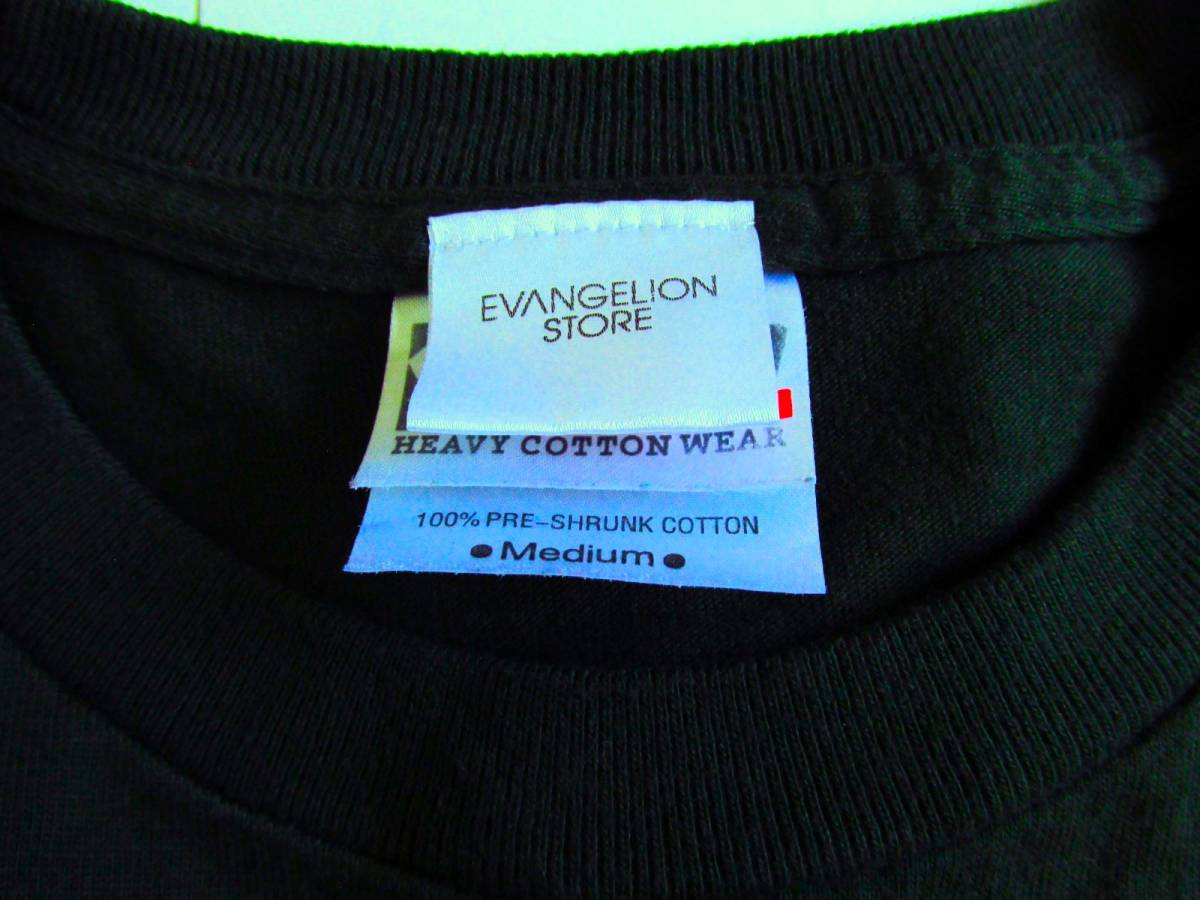 EVANGELION
STORE
HEAVY COTTON WEAR
100% PRE-SHRUNK COTTON
• Medium •